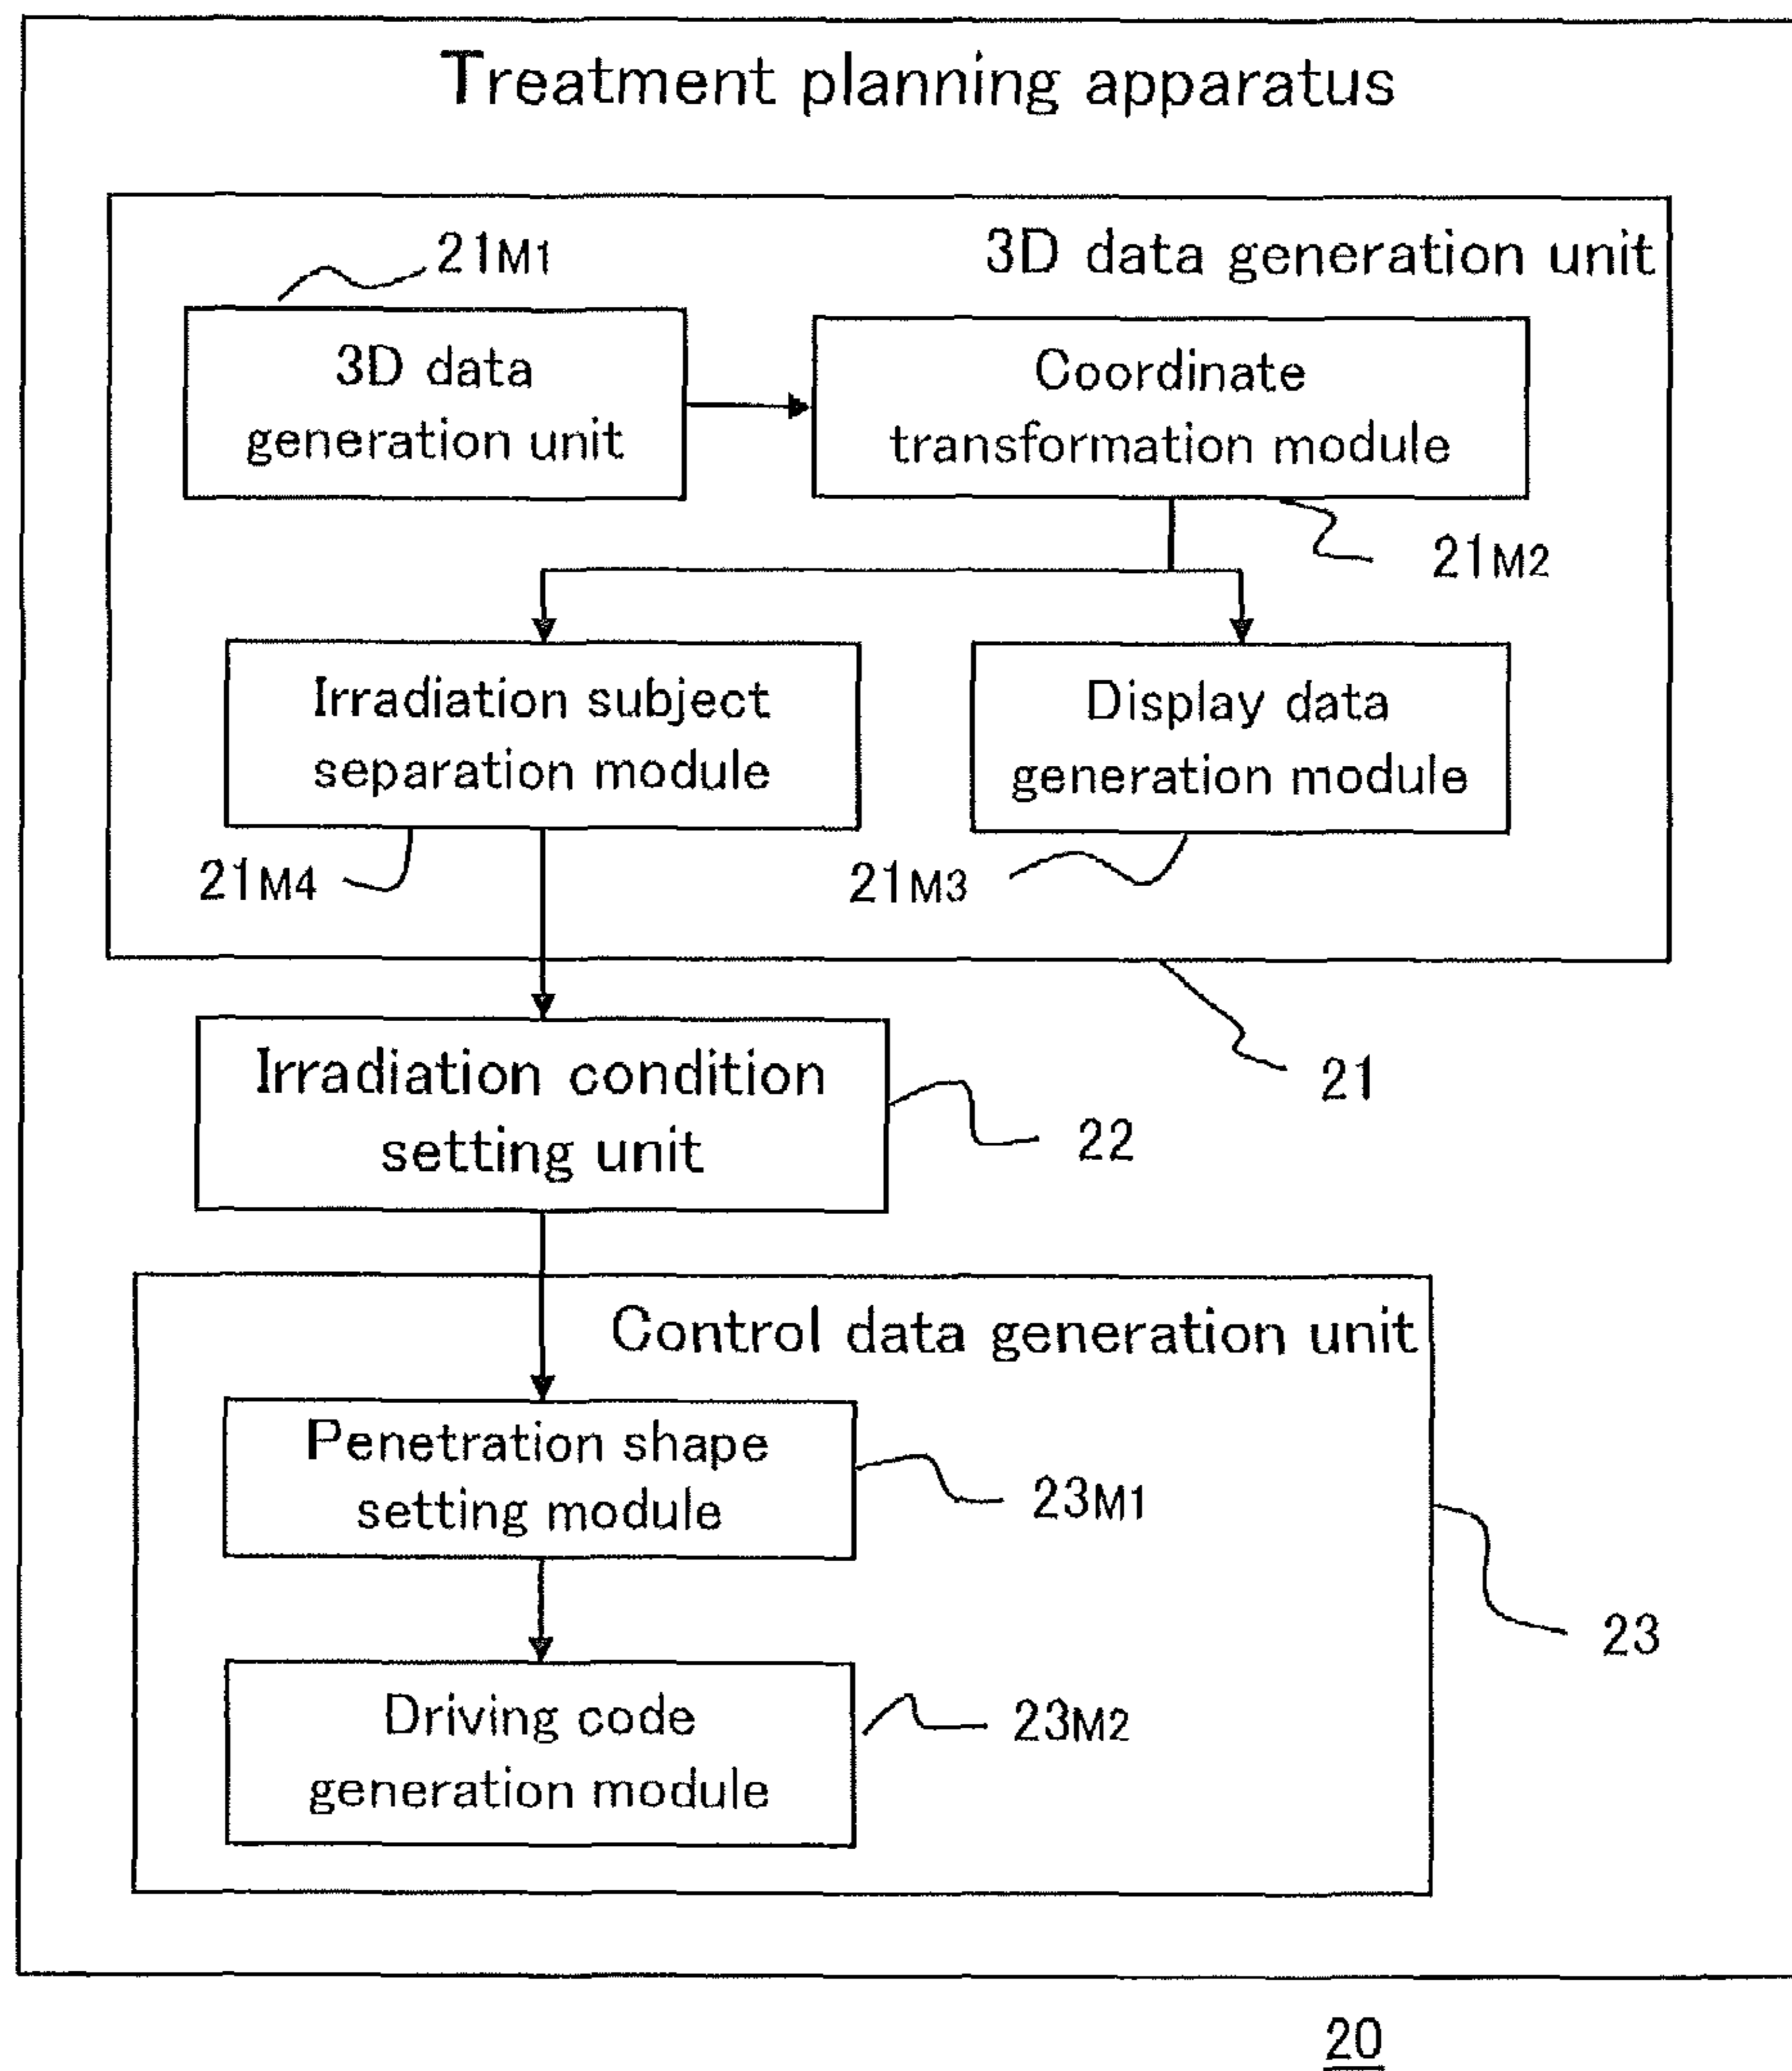 Treatment planning apparatus
3D data generation unit
21M1
3D data
generation unit
Coordinate
transformation module
21M2
Irradiation subject
separation module
Display data
generation module
21M4
21M3
21
Irradiation condition
setting unit
22
Control data generation unit
Penetration shape
setting module
23M1
23
Driving code
generation module
23M2
20